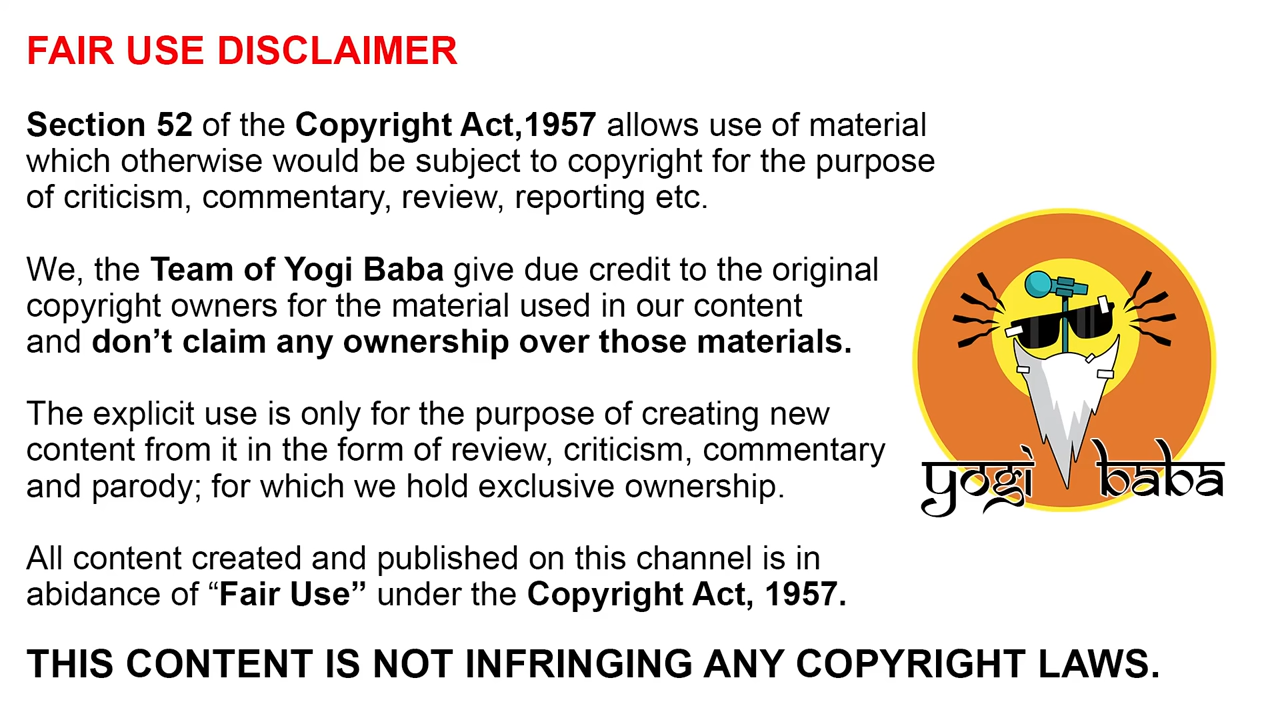 FAIR USE DISCLAIMER
Section 52 of the Copyright Act,1957 allows use of material
which otherwise would be subject to copyright for the purpose
of criticism, commentary, review, reporting etc.
We, the Team of Yogi Baba give due credit to the original
copyright owners for the material used in our content
and don’t claim any ownership over those materials.
The explicit use is only for the purpose of creating new
content from it in the form of review, criticism, commentary
and parody; for which we hold exclusive ownership.
All content created and published on this channel is in
abidance of “Fair Use” under the Copyright Act, 1957.
THIS CONTENT IS NOT INFRINGING ANY COPYRIGHT LAWS.
yogi baba